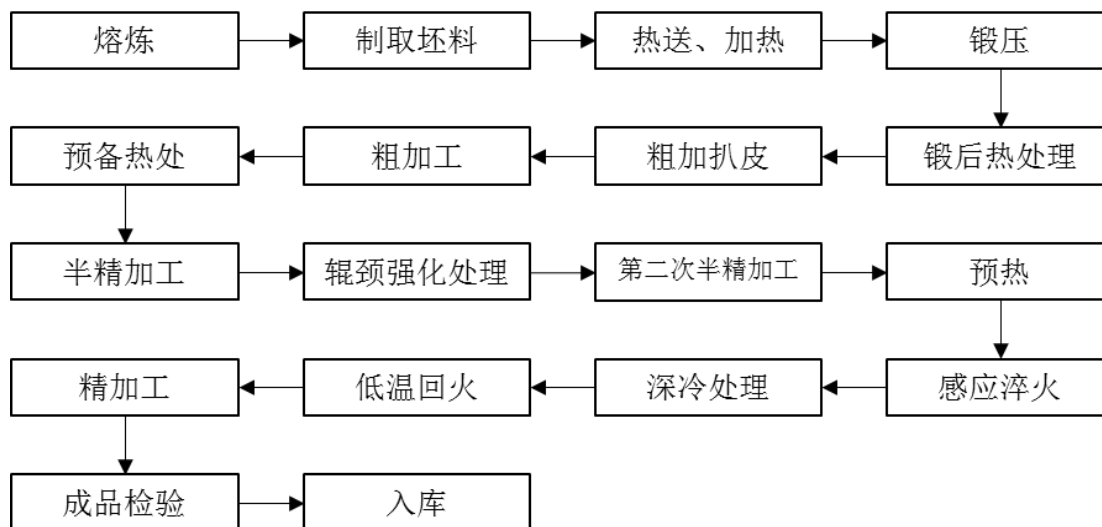 熔炼 制取坯料 热送、加热 锻压
预备热处 粗加工 粗加扒皮 锻后热处理
半精加工 辊颈强化处理 第二次半精加工 预热
精加工 低温回火 深冷处理 感应淬火
成品检验 入库